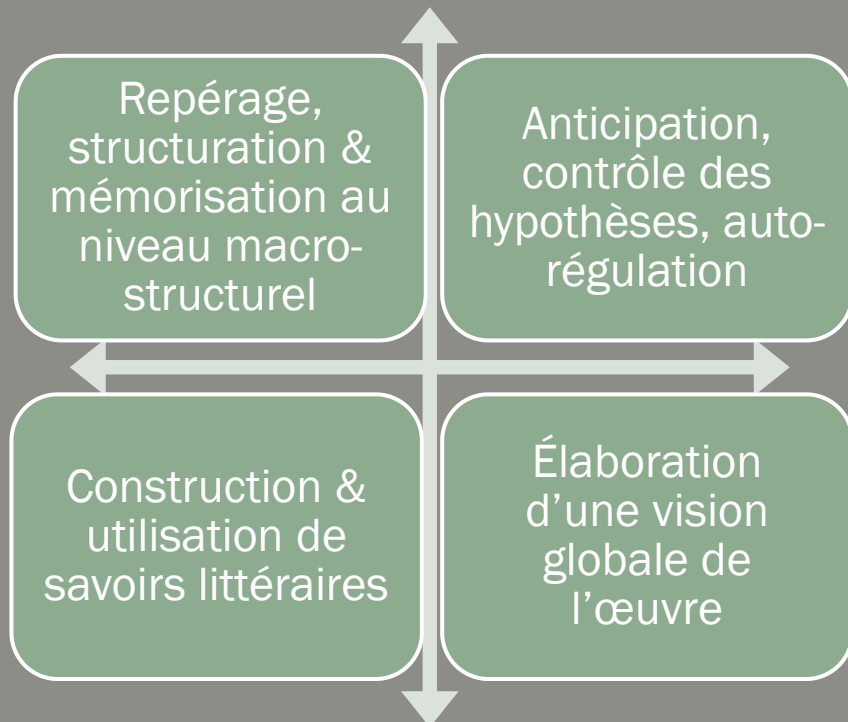 Repérage,
structuration &
mémorisation au
niveau macro-
structurel
Anticipation,
contrôle des
hypothèses, auto-
régulation
Construction &
utilisation de
savoirs littéraires
Élaboration
d’une vision
globale de
l’œuvre